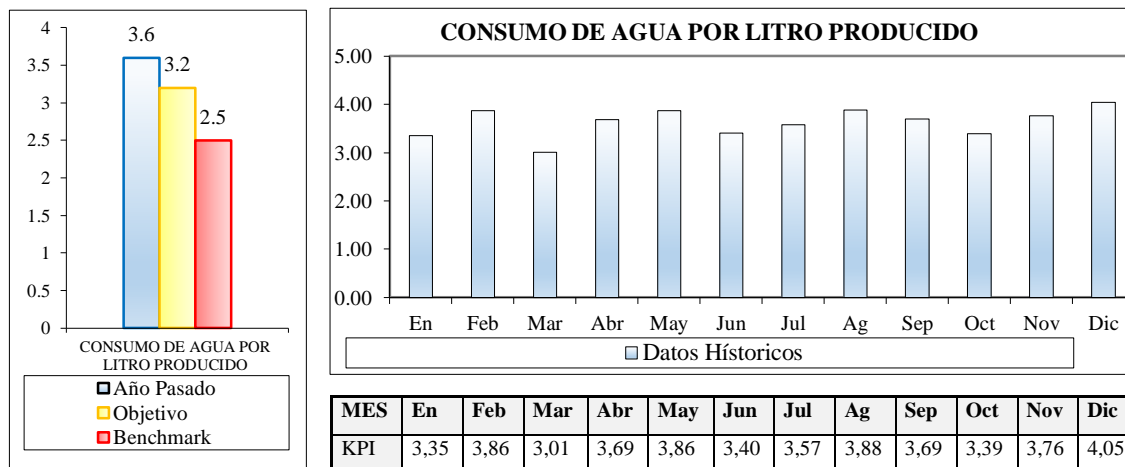 4
3.5
3
2.5
2
1.5
1
0.5
0
3.6
3.2
2.5
CONSUMO DE AGUA POR
LITRO PRODUCIDO
Año Pasado
Objetivo
Benchmark
CONSUMO DE AGUA POR LITRO PRODUCIDO
5.00
4.00
3.00
2.00
1.00
0.00
En Feb Mar Abr May Jun Jul Ag Sep Oct Nov Dic
Datos Hístoricos
MES En Feb Mar Abr May Jun Jul Ag Sep Oct Nov Dic
KPI 3,35 3,86 3,01 3,69 3,86 3,40 3,57 3,88 3,69 3,39 3,76 4,05